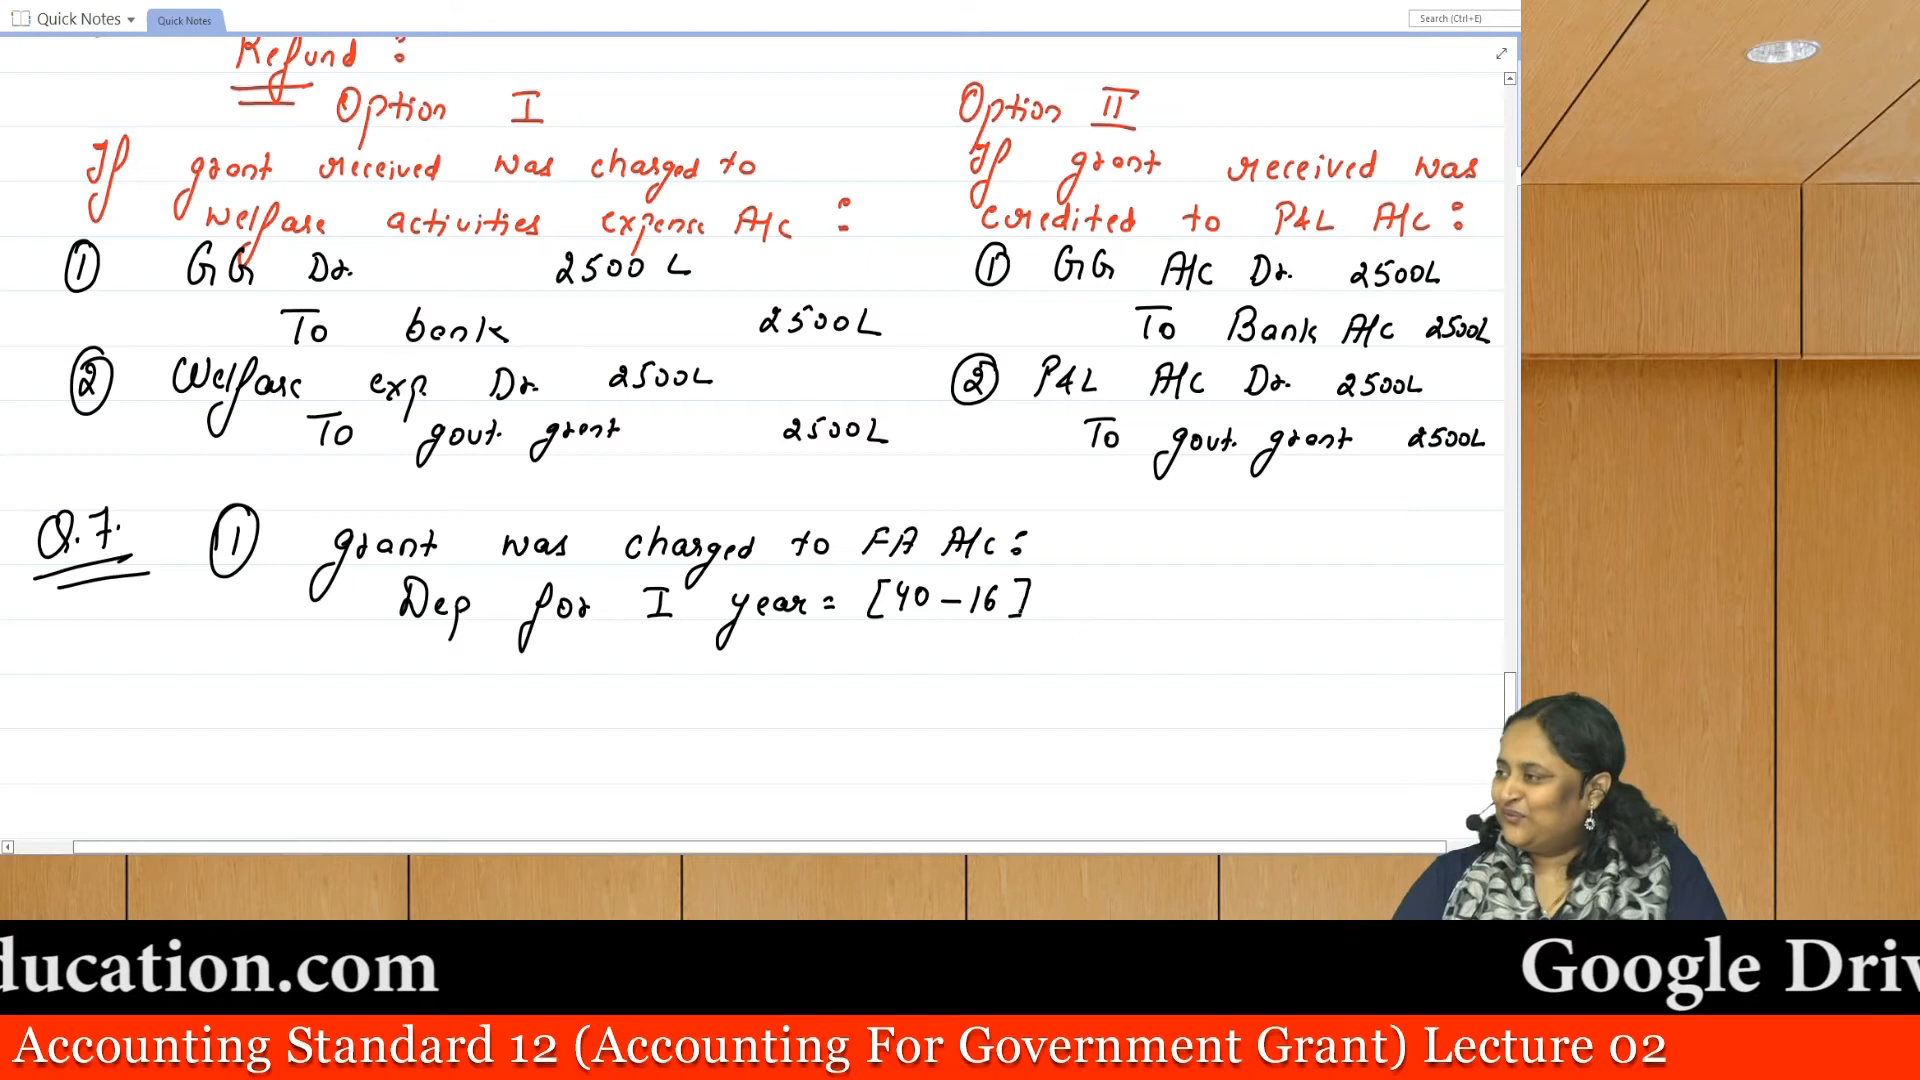 Quick Notes
Quick Notes
Search (Ctrl+E)
Refund :
Option I
If grant received was charged to
welfare activities expense A/c :
① GG Dr. 2500 L
To bank 2500L
② Welfare exp Dr. 2500L
To govt. grant 2500L
Option II
If grant received was
credited to P&L A/c :
① GG A/c Dr. 2500L
To Bank A/c 2500L
② P&L A/c Dr. 2500L
To govt. grant 2500L
Q.7. ① grant was charged to FA A/c :
Dep for I year = [40 - 16]
ducation.com
Google Driv
Accounting Standard 12 (Accounting For Government Grant) Lecture 02